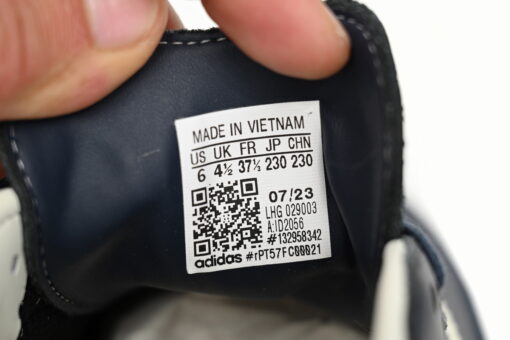 MADE IN VIETNAM
US UK FR JP CHN
6 4½ 37⅓ 230 230
07/23
LHG 029003
A:ID2056
#132958342
adidas #rPT57FC00021